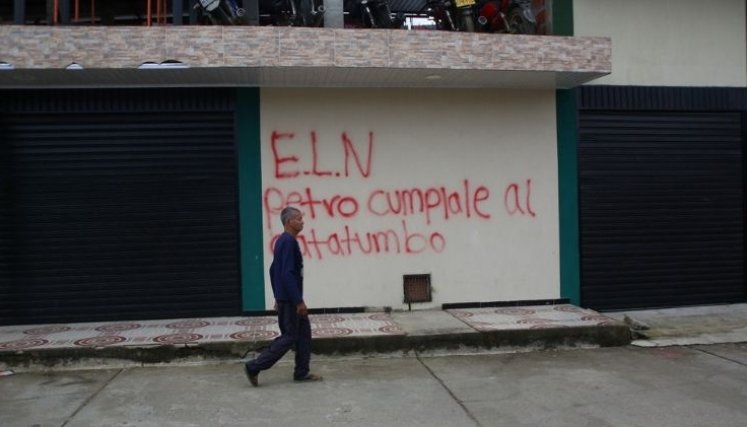 E.L.N
petro cumplale al
catatumbo